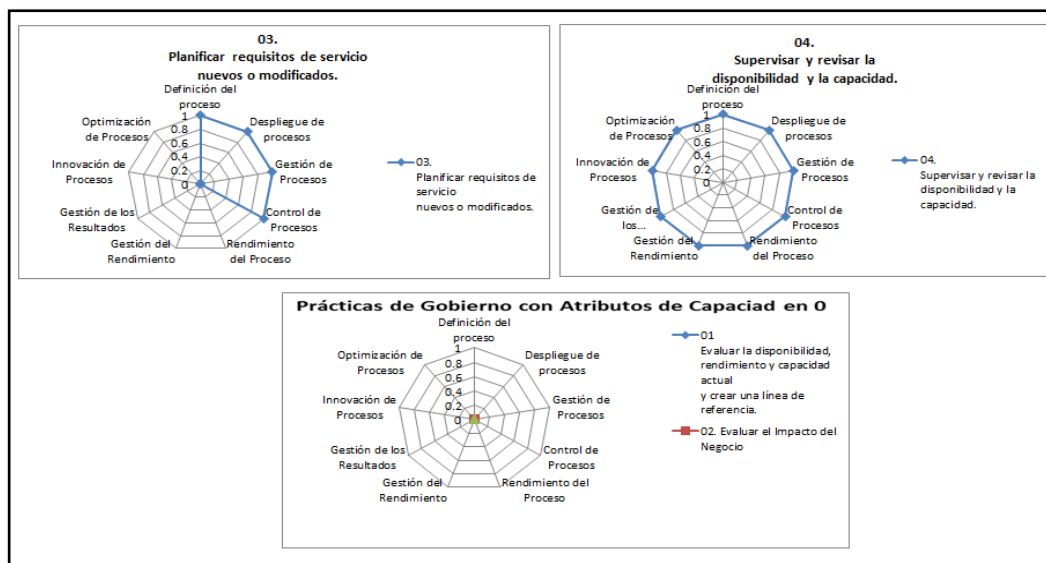 03.
Planificar requisitos de servicio
nuevos o modificados.
Definición del
proceso
Despliegue de
procesos
Gestión de
Procesos
Control de
Procesos
Rendimiento
del Proceso
Gestión del
Rendimiento
Gestión de los
Resultados
Innovación de
Procesos
Optimización
de Procesos
1
0.8
0.6
0.4
0.2
0
03.
Planificar requisitos de
servicio
nuevos o modificados.
04.
Supervisar y revisar la
disponibilidad y la capacidad.
Definición del
proceso
Despliegue de
procesos
Gestión de
Procesos
Control de
Procesos
Rendimiento
del Proceso
Gestión del
Rendimiento
Gestión de
los...
Innovación de
Procesos
Optimización
de Procesos
1
0.8
0.6
0.4
0.2
0
04.
Supervisar y revisar la
disponibilidad y la
capacidad.
Prácticas de Gobierno con Atributos de Capaciad en 0
Definición del
proceso
Despliegue de
procesos
Gestión de
Procesos
Control de
Procesos
Rendimiento del
Proceso
Gestión del
Rendimiento
Gestión de los
Resultados
Innovación de
Procesos
Optimización de
Procesos
1
0.8
0.6
0.4
0.2
0
01
Evaluar la disponibilidad,
rendimiento y capacidad
actual
y crear una línea de
referencia.
02. Evaluar el Impacto del
Negocio